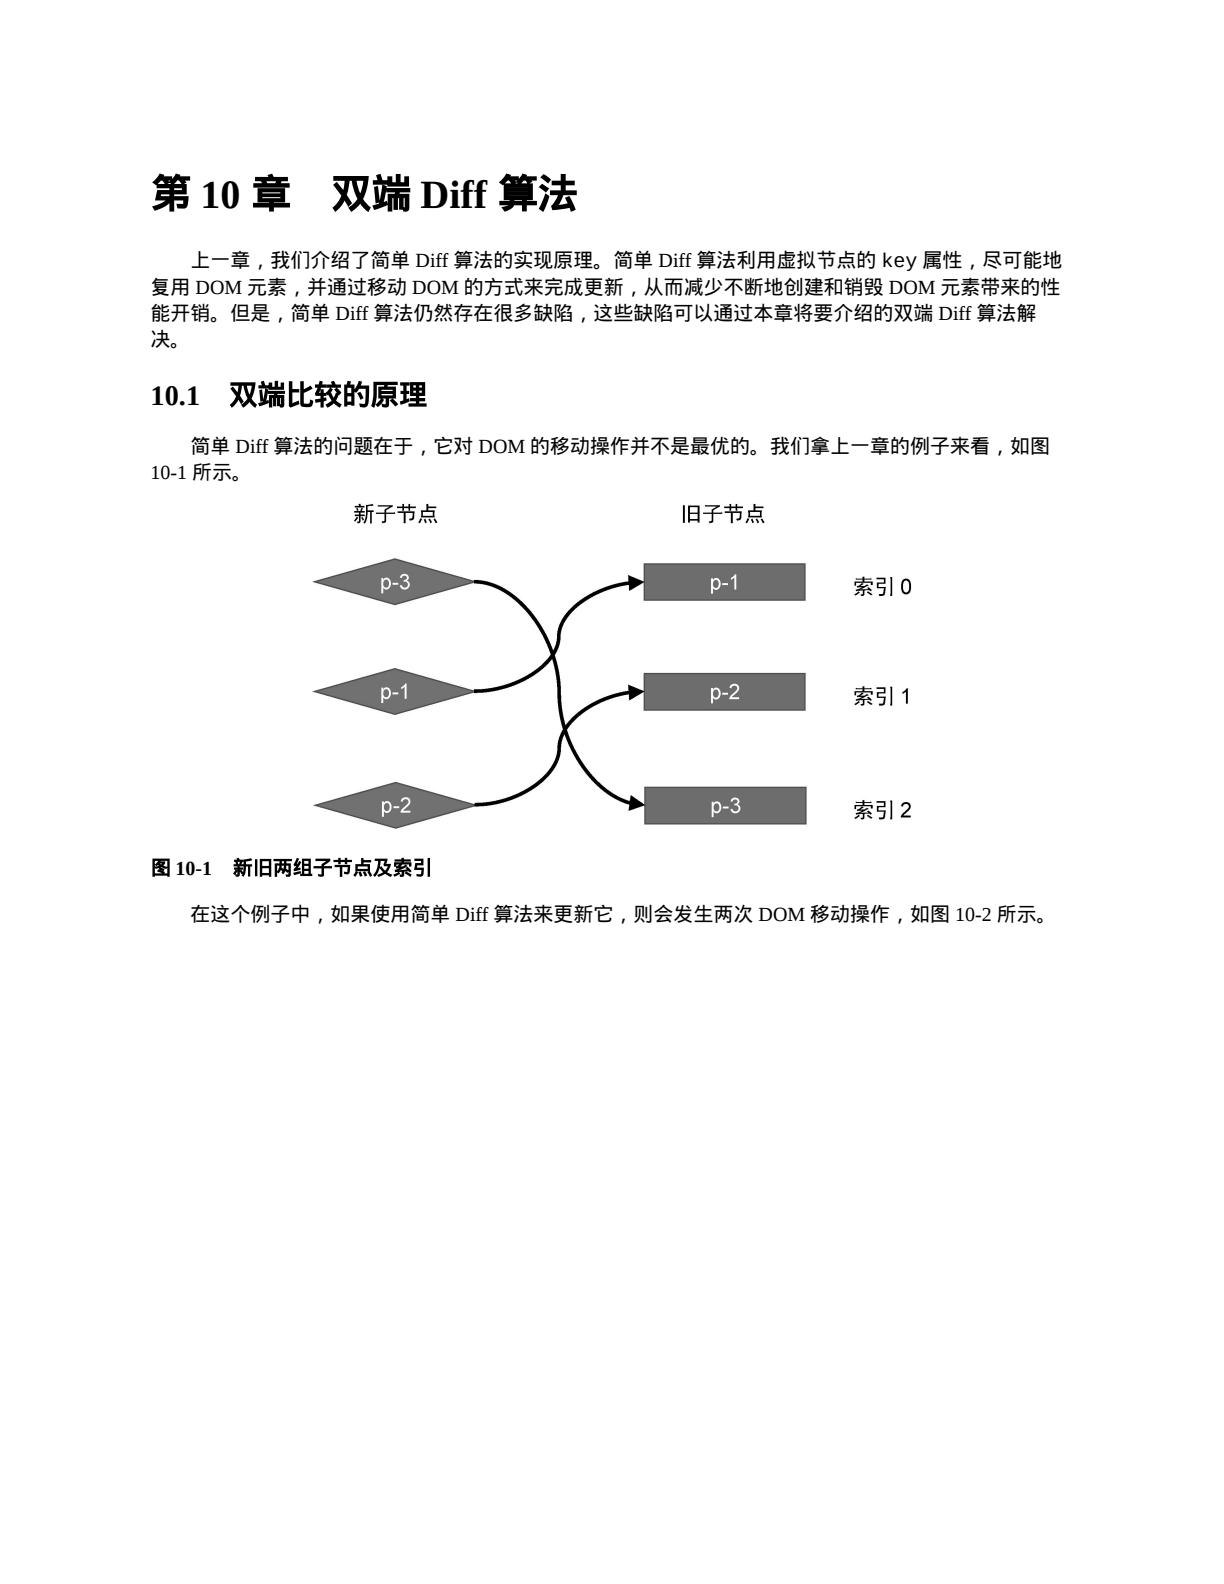 第 10 章　双端 Diff 算法
上一章，我们介绍了简单 Diff 算法的实现原理。简单 Diff 算法利用虚拟节点的 key 属性，尽可能地
复用 DOM 元素，并通过移动 DOM 的方式来完成更新，从而减少不断地创建和销毁 DOM 元素带来的性
能开销。但是，简单 Diff 算法仍然存在很多缺陷，这些缺陷可以通过本章将要介绍的双端 Diff 算法解
决。
10.1　双端比较的原理
简单 Diff 算法的问题在于，它对 DOM 的移动操作并不是最优的。我们拿上一章的例子来看，如图
10-1 所示。
新子节点　旧子节点
p-3　p-1　索引 0
p-1　p-2　索引 1
p-2　p-3　索引 2
图 10-1　新旧两组子节点及索引
在这个例子中，如果使用简单 Diff 算法来更新它，则会发生两次 DOM 移动操作，如图 10-2 所示。